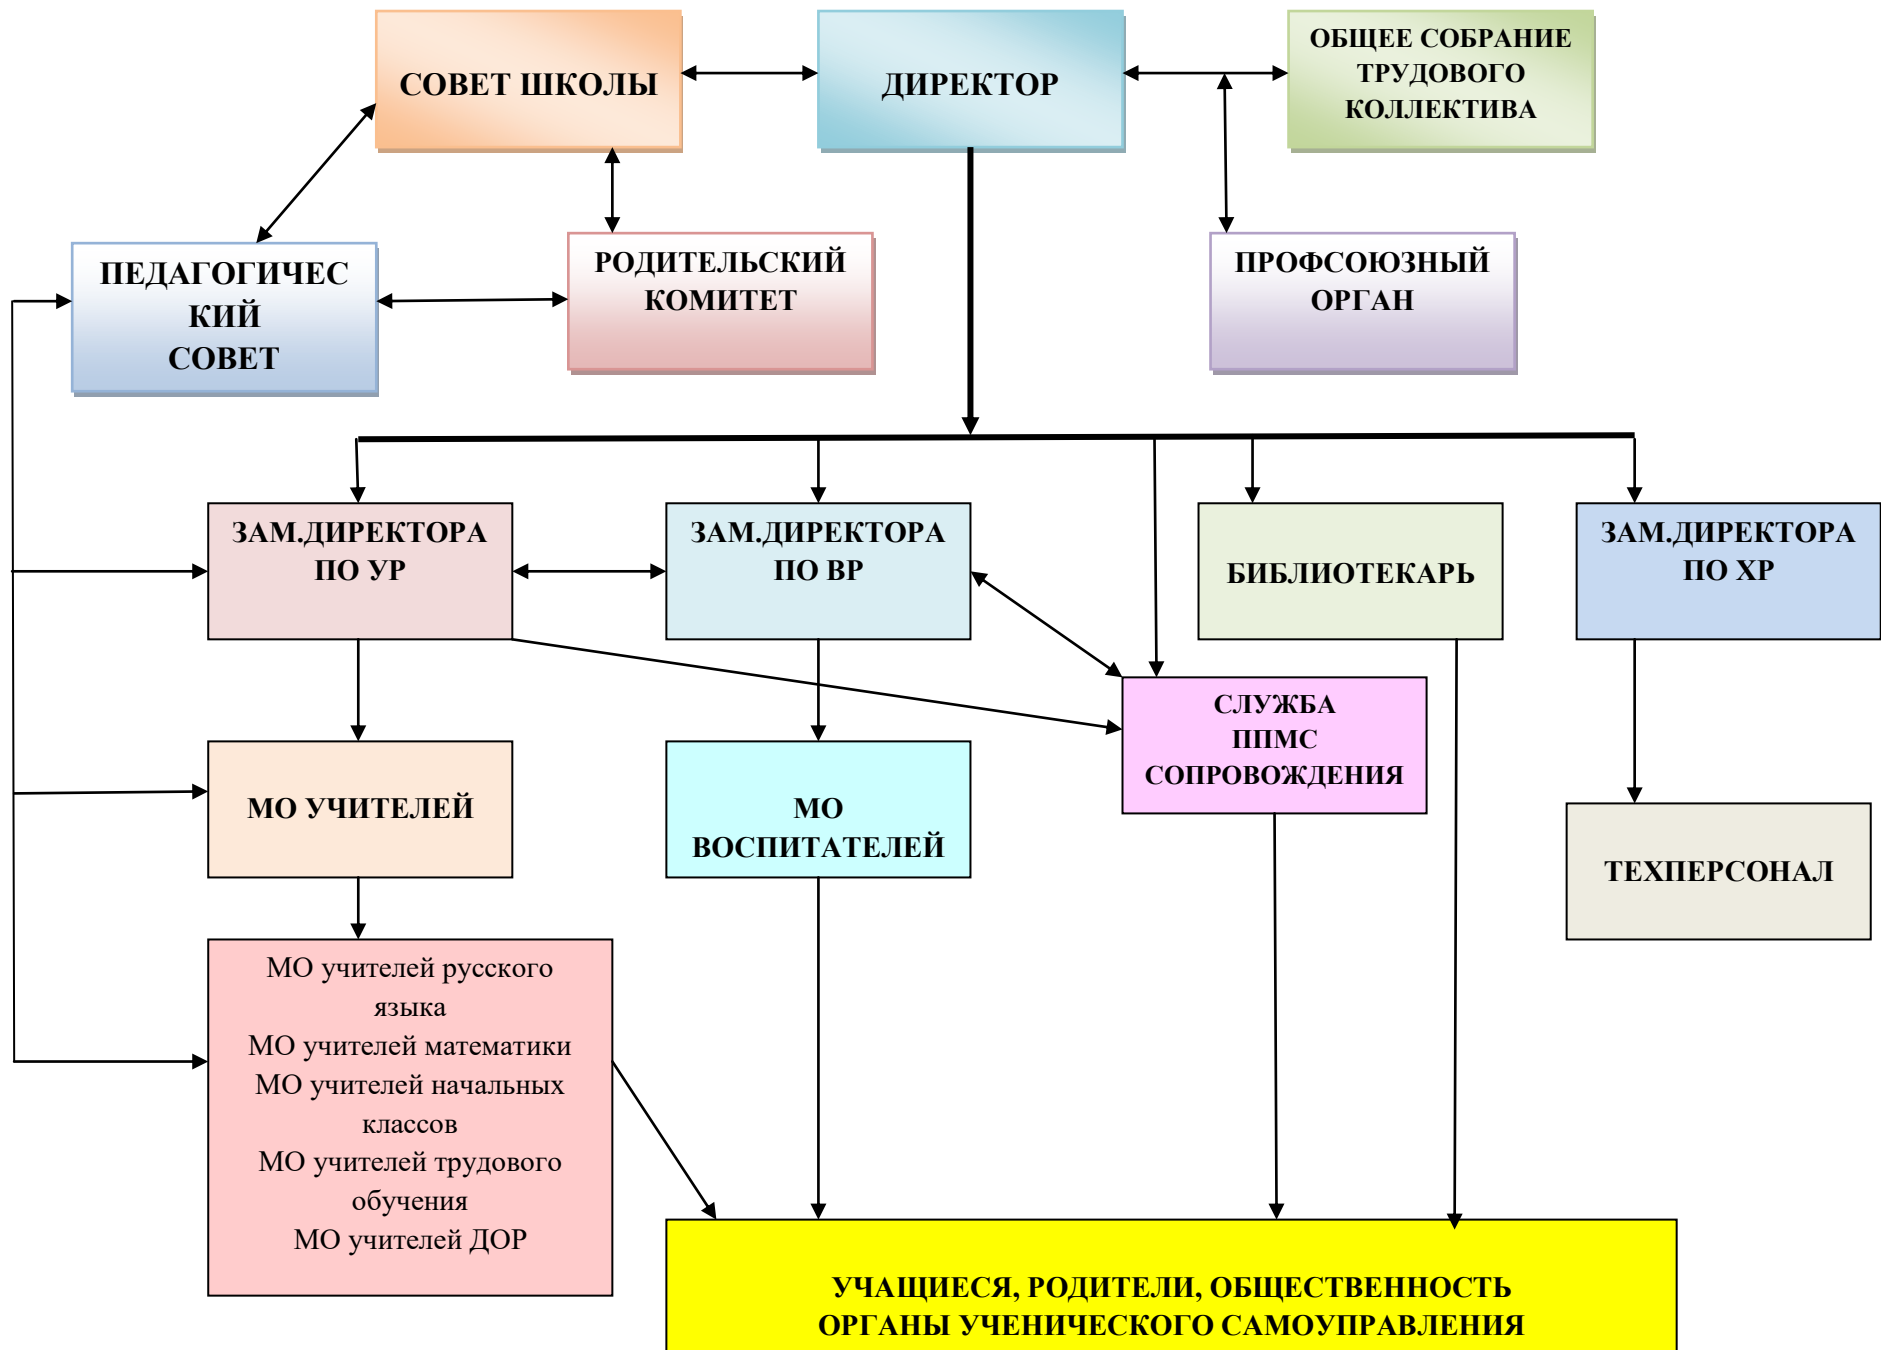 СОВЕТ ШКОЛЫ
ДИРЕКТОР
ОБЩЕЕ СОБРАНИЕ
ТРУДОВОГО
КОЛЛЕКТИВА
ПЕДАГОГИЧЕС
КИЙ
СОВЕТ
РОДИТЕЛЬСКИЙ
КОМИТЕТ
ПРОФСОЮЗНЫЙ
ОРГАН
ЗАМ.ДИРЕКТОРА
ПО УР
ЗАМ.ДИРЕКТОРА
ПО ВР
БИБЛИОТЕКАРЬ
ЗАМ.ДИРЕКТОРА
ПО ХР
СЛУЖБА
ППМС
СОПРОВОЖДЕНИЯ
МО УЧИТЕЛЕЙ
МО
ВОСПИТАТЕЛЕЙ
ТЕХПЕРСОНАЛ
МО учителей русского
языка
МО учителей математики
МО учителей начальных
классов
МО учителей трудового
обучения
МО учителей ДОР
УЧАЩИЕСЯ, РОДИТЕЛИ, ОБЩЕСТВЕННОСТЬ
ОРГАНЫ УЧЕНИЧЕСКОГО САМОУПРАВЛЕНИЯ